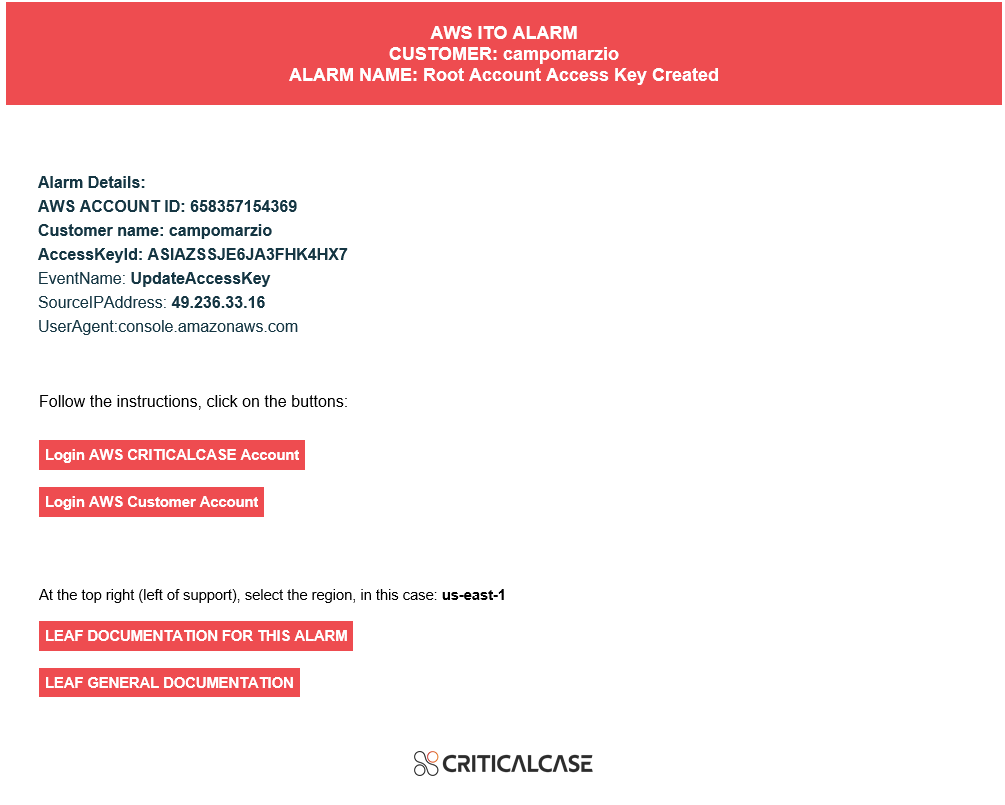 AWS ITO ALARM
CUSTOMER: campomarzio
ALARM NAME: Root Account Access Key Created
Alarm Details:
AWS ACCOUNT ID: 658357154369
Customer name: campomarzio
AccessKeyId: ASIAZSSJE6JA3FHK4HX7
EventName: UpdateAccessKey
SourceIPAddress: 49.236.33.16
UserAgent:console.amazonaws.com
Follow the instructions, click on the buttons:
Login AWS CRITICALCASE Account
Login AWS Customer Account
At the top right (left of support), select the region, in this case: us-east-1
LEAF DOCUMENTATION FOR THIS ALARM
LEAF GENERAL DOCUMENTATION
CRITICALCASE